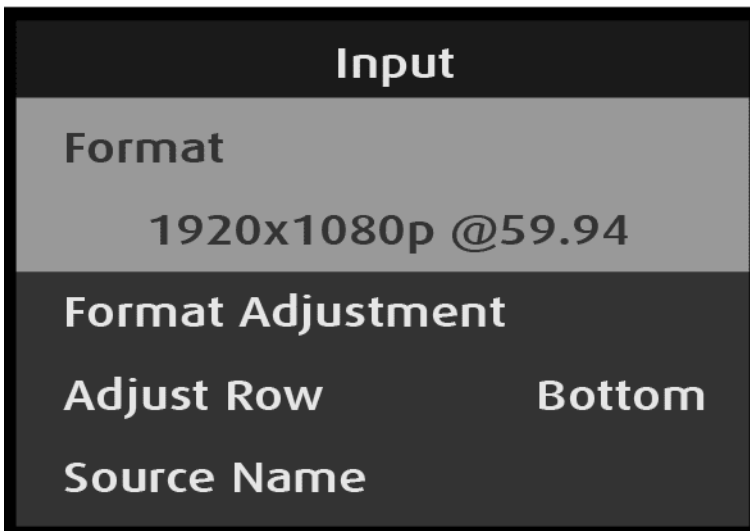 Input
Format
1920x1080p @59.94
Format Adjustment
Adjust Row Bottom
Source Name